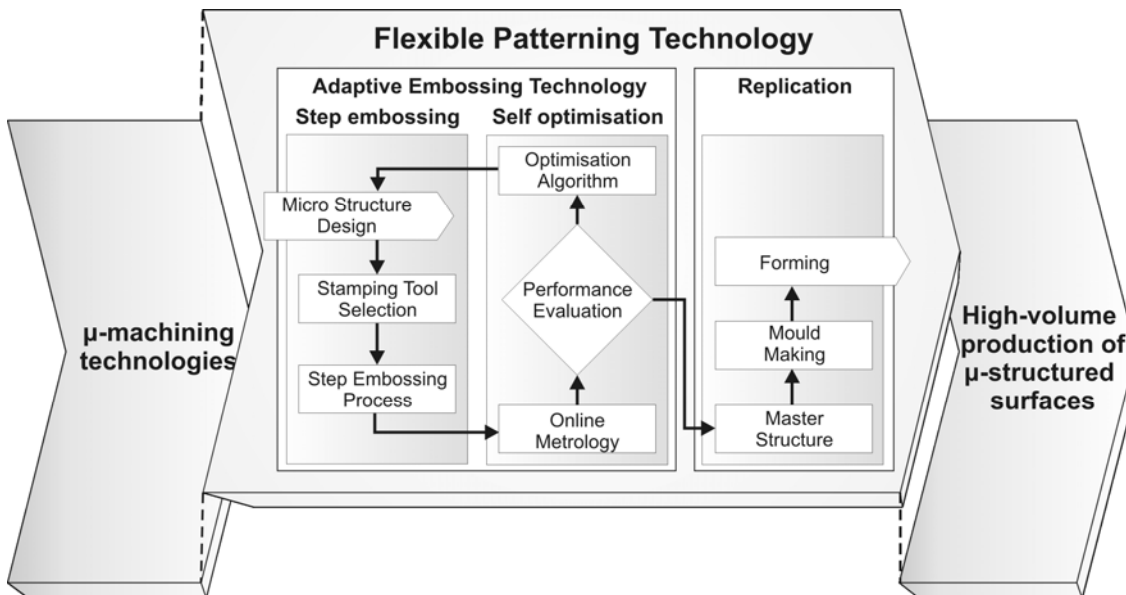 Flexible Patterning Technology
Adaptive Embossing Technology
Step embossing
Self optimisation
Micro Structure
Design
Stamping Tool
Selection
Step Embossing
Process
Optimisation
Algorithm
Performance
Evaluation
Online
Metrology
Replication
Forming
Mould
Making
Master
Structure
µ-machining
technologies
High-volume
production of
µ-structured
surfaces